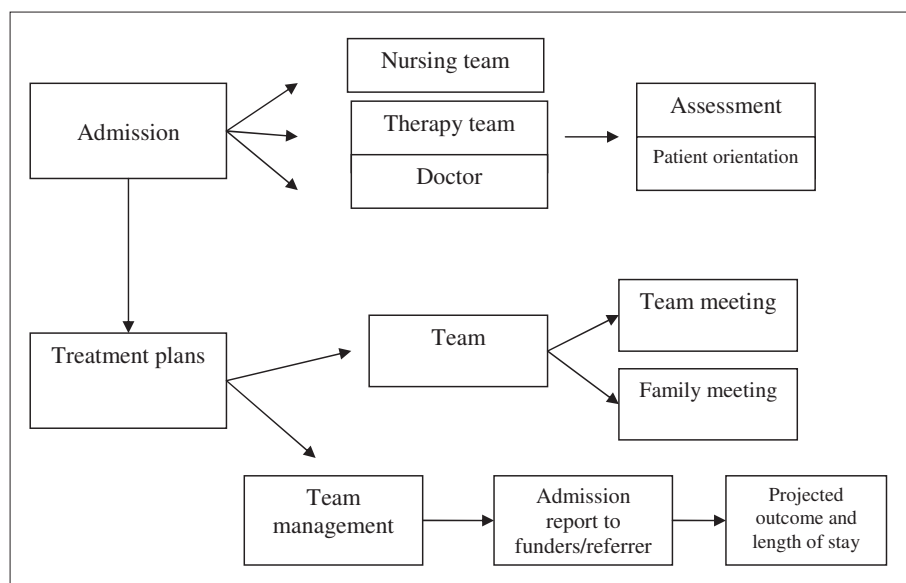 Nursing team
Admission
Therapy team
Doctor
Assessment
Patient orientation
Treatment plans
Team
Team meeting
Family meeting
Team
management
Admission
report to
funders/referrer
Projected
outcome and
length of stay